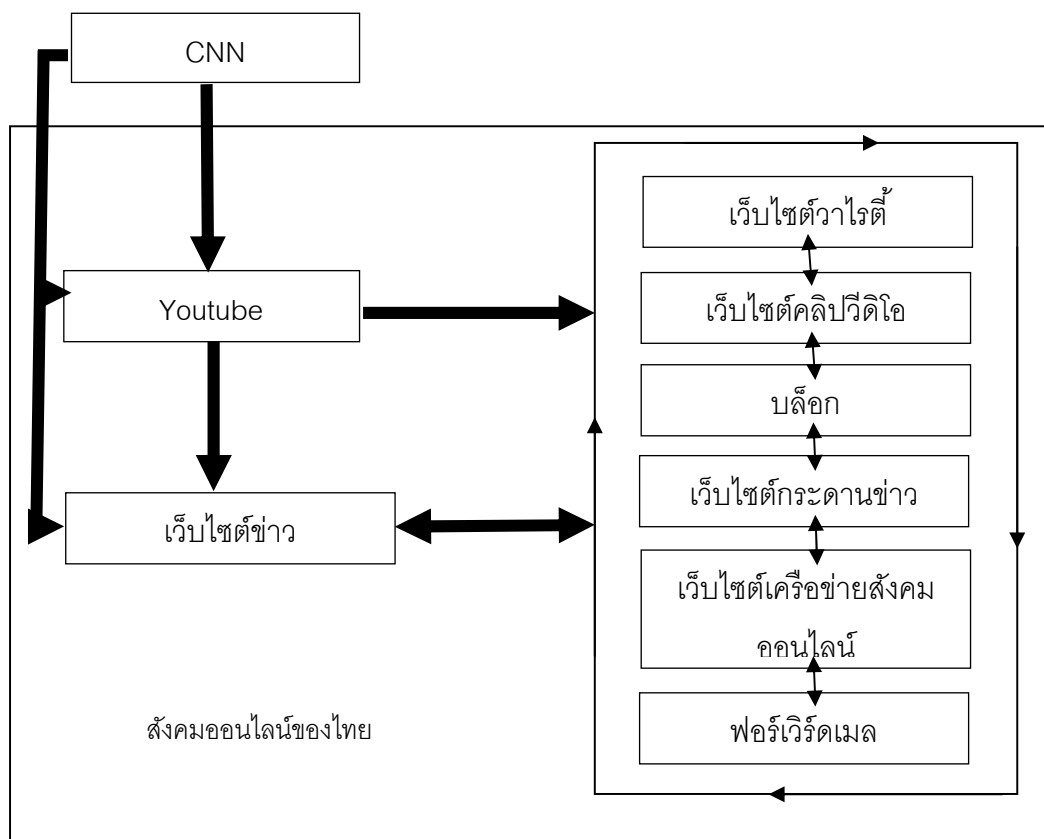 CNN
Youtube
เว็บไซต์ข่าว
สังคมออนไลน์ของไทย
เว็บไซต์วาไรตี้
เว็บไซต์คลิปวีดิโอ
บล็อก
เว็บไซต์กระดานข่าว
เว็บไซต์เครือข่ายสังคม
ออนไลน์
ฟอร์เวิร์ดเมล